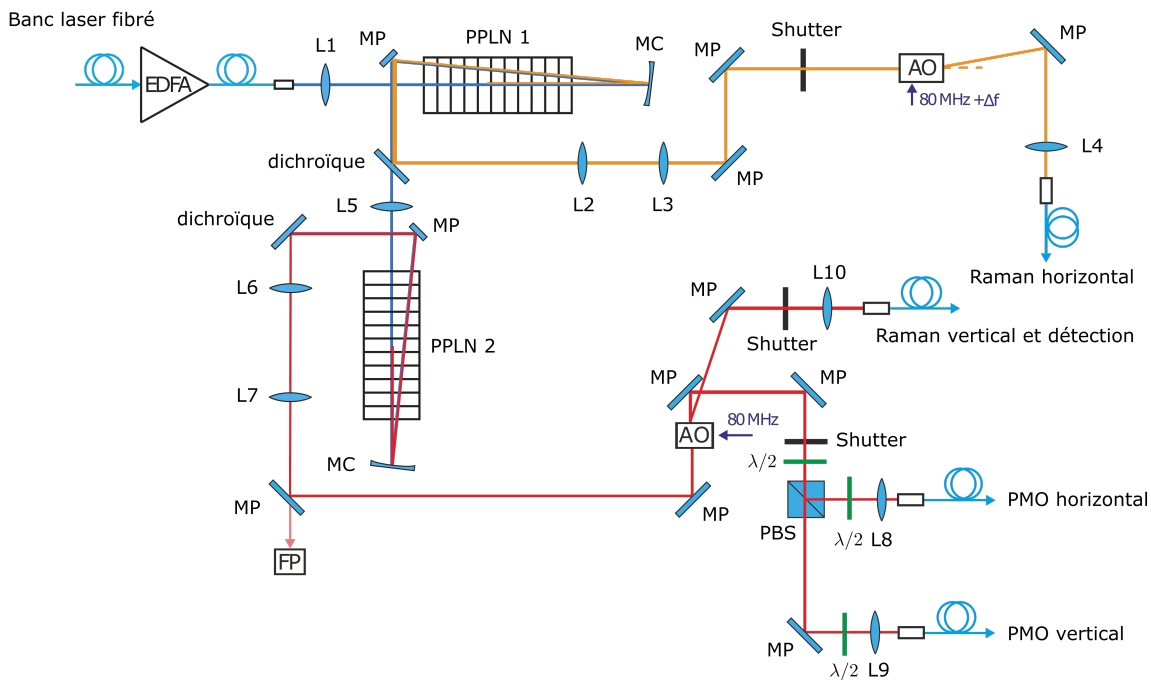 Banc laser fibré
EDFA
L1
MP
PPLN 1
MC
MP
Shutter
AO
80 MHz +Δf
MP
L4
dichroïque
L2
L3
MP
Raman horizontal
dichroïque
L5
MP
L6
PPLN 2
L7
MC
MP
FP
MP
L10
Shutter
Raman vertical et détection
MP
MP
80 MHz
AO
Shutter
λ/2
MP
PBS
λ/2
L8
PMO horizontal
MP
λ/2
L9
PMO vertical